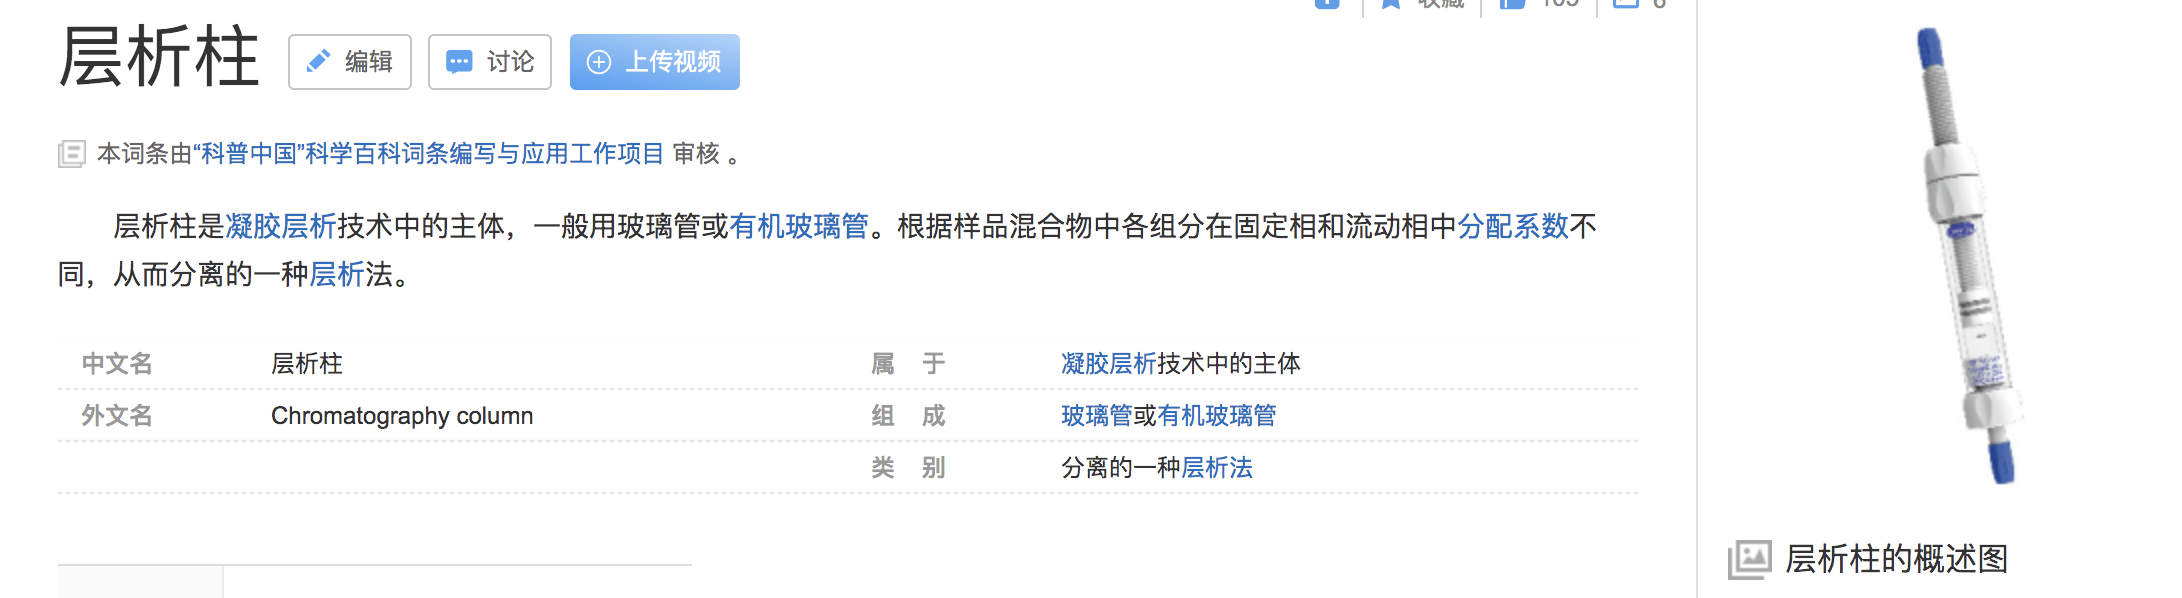 层析柱
编辑
讨论
上传视频
本词条由“科普中国”科学百科词条编写与应用工作项目 审核 。
层析柱是凝胶层析技术中的主体，一般用玻璃管或有机玻璃管。根据样品混合物中各组分在固定相和流动相中分配系数不
同，从而分离的一种层析法。
中文名 层析柱 属 于 凝胶层析技术中的主体
外文名 Chromatography column 组 成 玻璃管或有机玻璃管
类 别 分离的一种层析法
层析柱的概述图